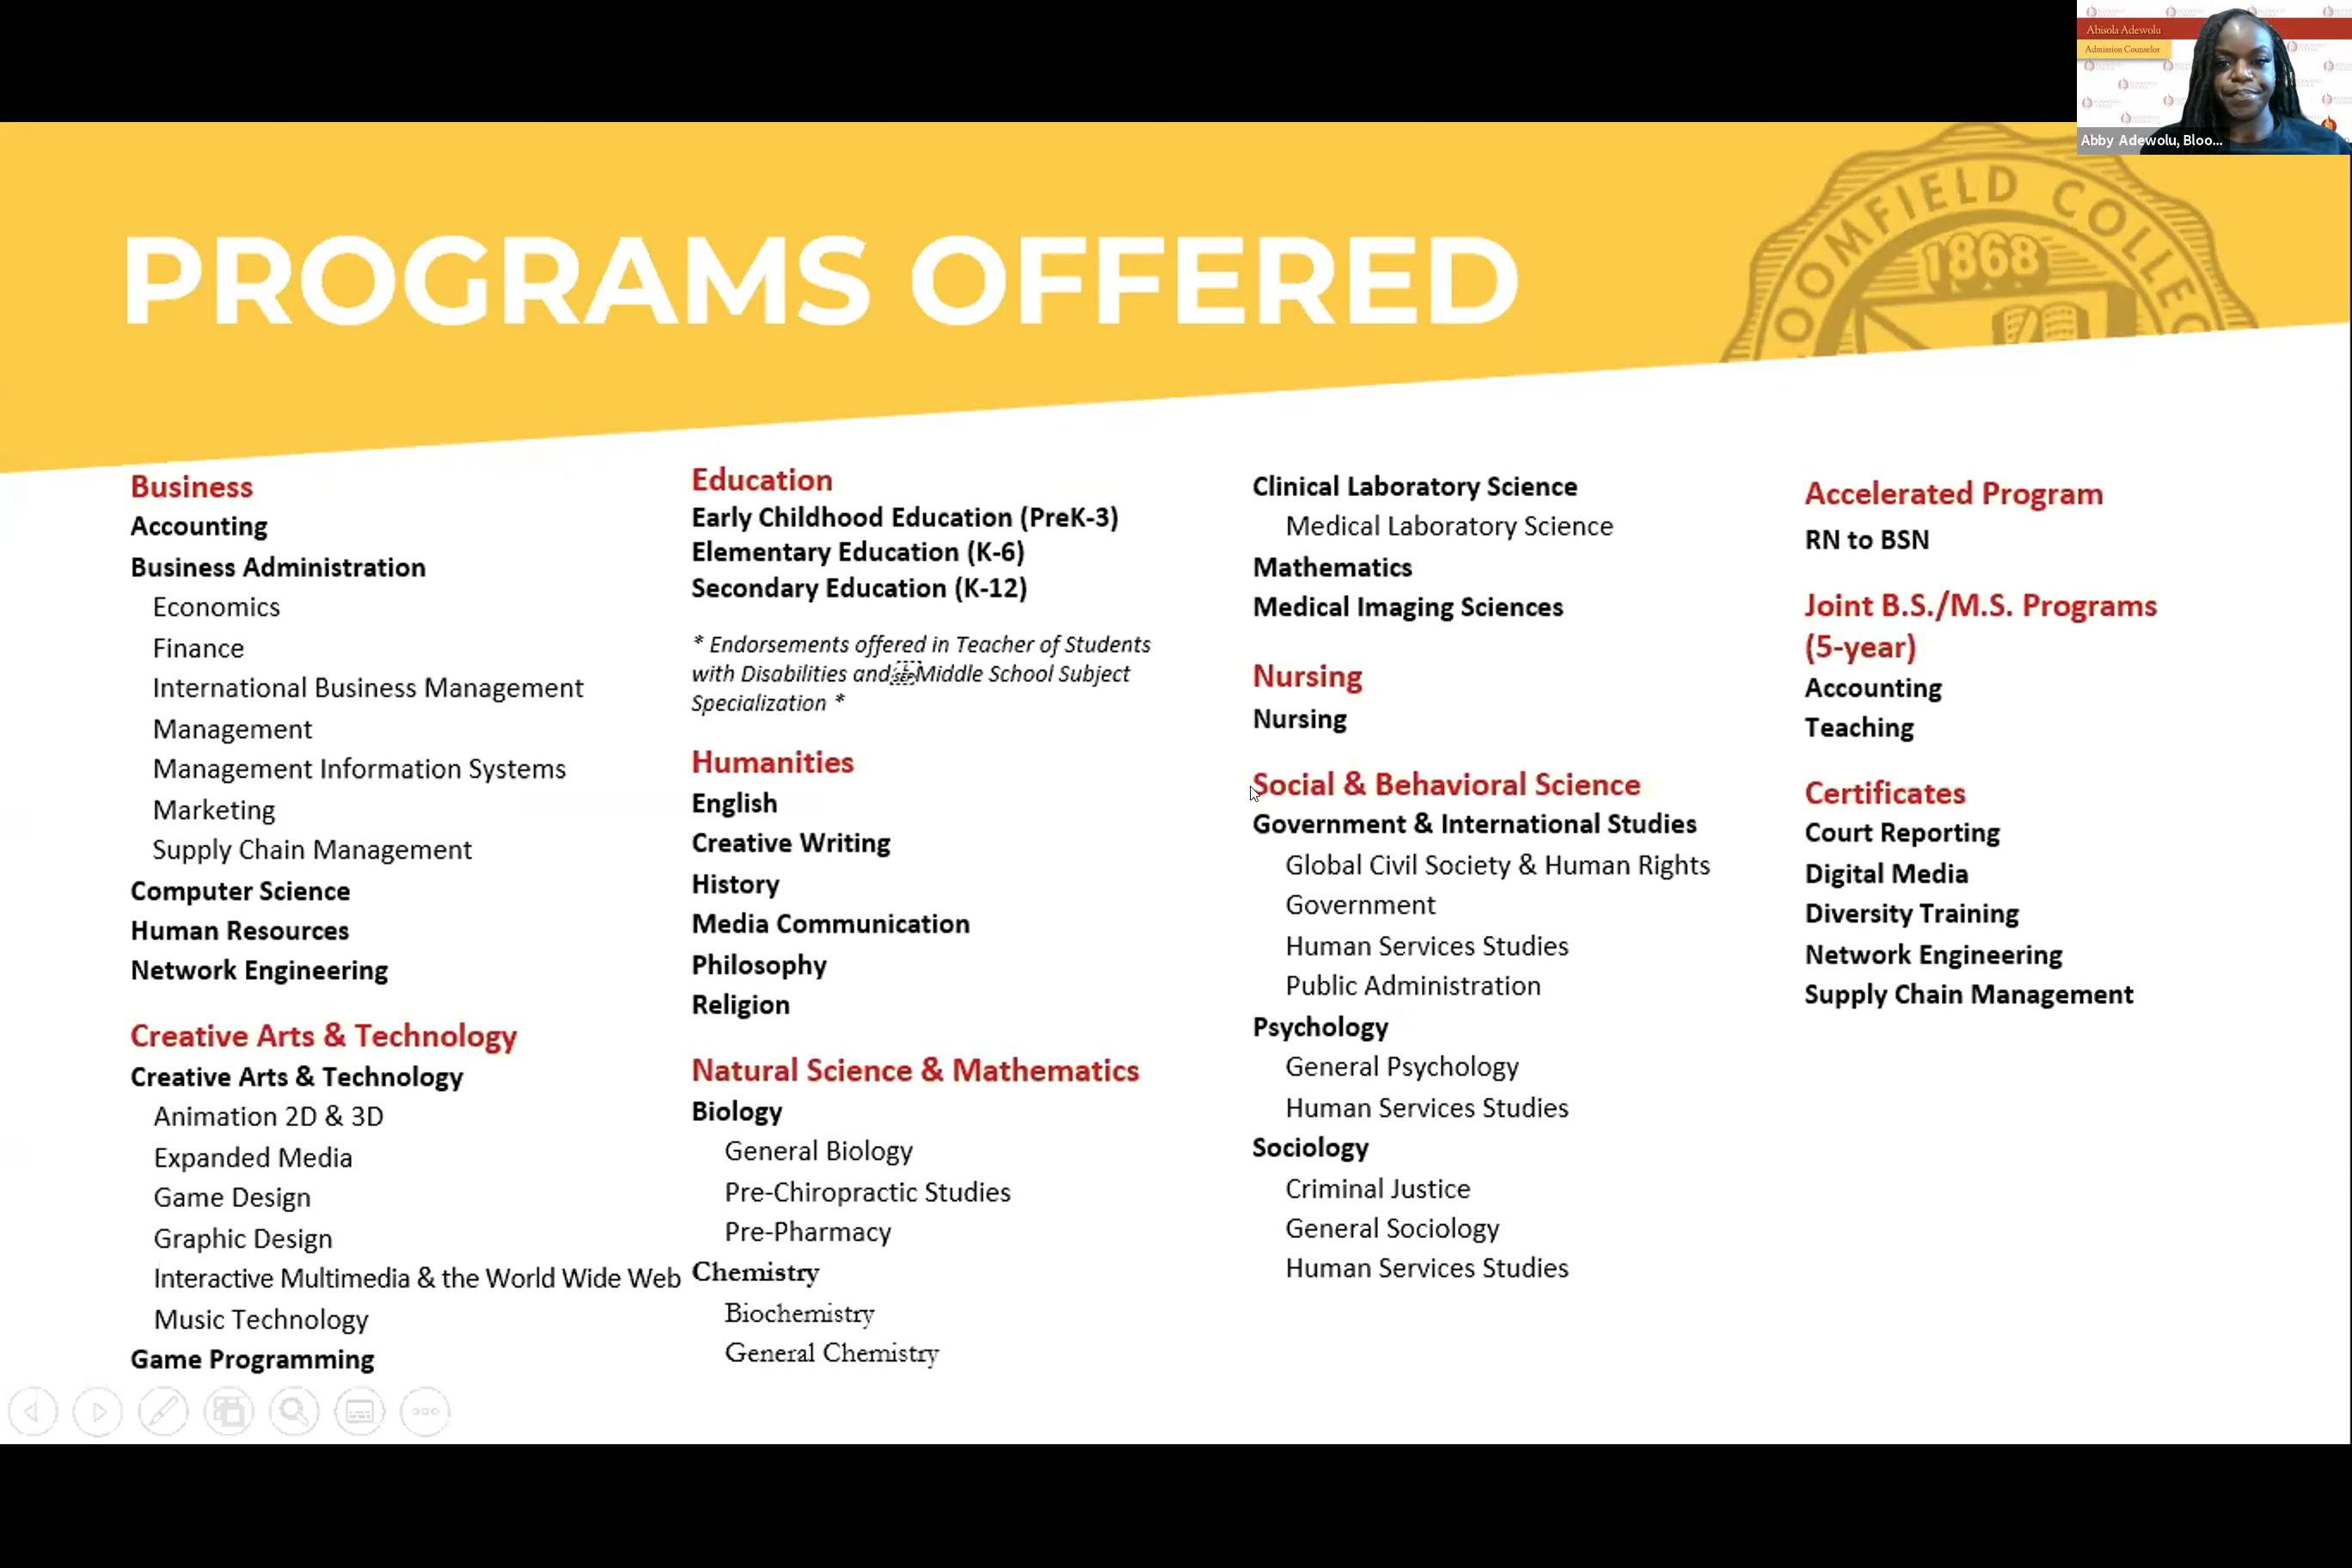 Abisola Adewolu
Admission Counselor
Abby Adewolu, Bloo...
OOMFIELD COLLEG
1868
PROGRAMS OFFERED
Business
Accounting
Business Administration
Economics
Finance
International Business Management
Management
Management Information Systems
Marketing
Supply Chain Management
Computer Science
Human Resources
Network Engineering
Creative Arts & Technology
Creative Arts & Technology
Animation 2D & 3D
Expanded Media
Game Design
Graphic Design
Interactive Multimedia & the World Wide Web
Music Technology
Game Programming
Education
Early Childhood Education (PreK-3)
Elementary Education (K-6)
Secondary Education (K-12)
* Endorsements offered in Teacher of Students
with Disabilities and Middle School Subject
Specialization *
Humanities
English
Creative Writing
History
Media Communication
Philosophy
Religion
Natural Science & Mathematics
Biology
General Biology
Pre-Chiropractic Studies
Pre-Pharmacy
Chemistry
Biochemistry
General Chemistry
Clinical Laboratory Science
Medical Laboratory Science
Mathematics
Medical Imaging Sciences
Nursing
Nursing
Social & Behavioral Science
Government & International Studies
Global Civil Society & Human Rights
Government
Human Services Studies
Public Administration
Psychology
General Psychology
Human Services Studies
Sociology
Criminal Justice
General Sociology
Human Services Studies
Accelerated Program
RN to BSN
Joint B.S./M.S. Programs
(5-year)
Accounting
Teaching
Certificates
Court Reporting
Digital Media
Diversity Training
Network Engineering
Supply Chain Management